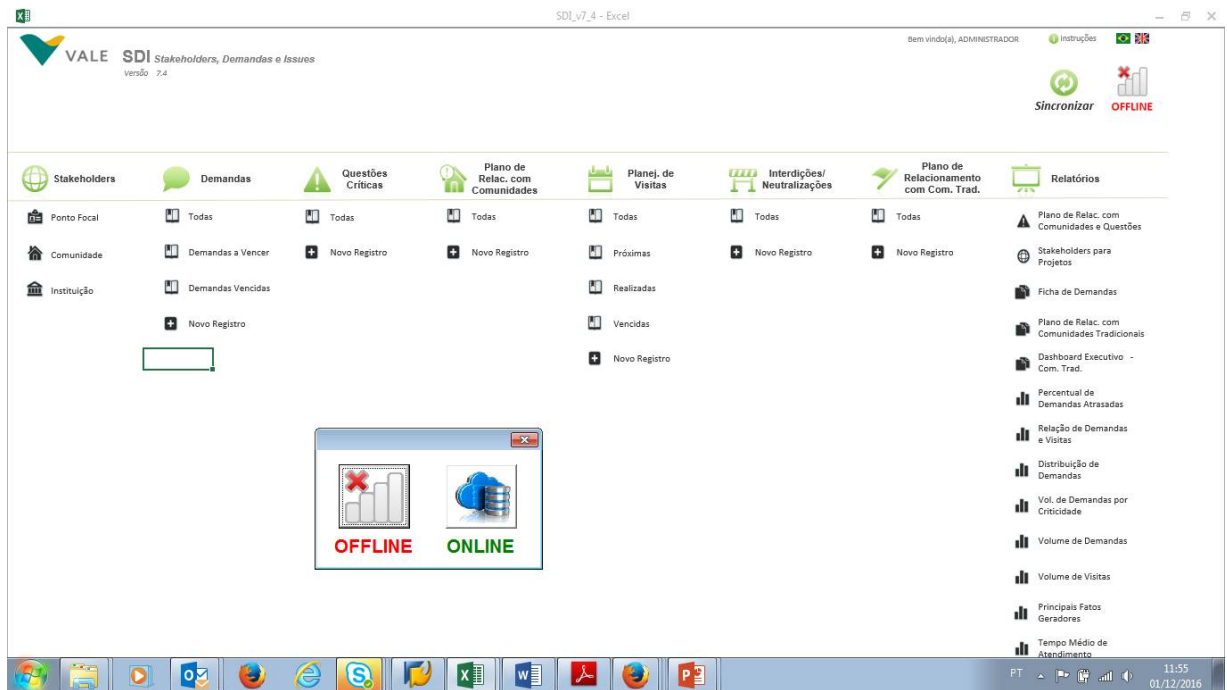 SDI_v7_4 - Excel
VALE
SDI Stakeholders, Demandas e Issues
Versão 7.4
Bem vindo(a), ADMINISTRADOR
Instruções
Sincronizar
OFFLINE
Stakeholders
Ponto Focal
Comunidade
Instituição
Demandas
Todas
Demandas a Vencer
Demandas Vencidas
Novo Registro
Questões
Críticas
Todas
Novo Registro
Plano de
Relac. com
Comunidades
Todas
Novo Registro
Planej. de
Visitas
Todas
Próximas
Realizadas
Vencidas
Novo Registro
Interdições/
Neutralizações
Todas
Novo Registro
Plano de
Relacionamento
com Com. Trad.
Todas
Novo Registro
Relatórios
Plano de Relac. com
Comunidades e Questões
Stakeholders para
Projetos
Ficha de Demandas
Plano de Relac. com
Comunidades Tradicionais
Dashboard Executivo -
Com. Trad.
Percentual de
Demandas Atrasadas
Relação de Demandas
e Visitas
Distribuição de
Demandas
Vol. de Demandas por
Criticidade
Volume de Demandas
Volume de Visitas
Principais Fatos
Geradores
Tempo Médio de
Atendimento
OFFLINE
ONLINE
PT
11:55
01/12/2016